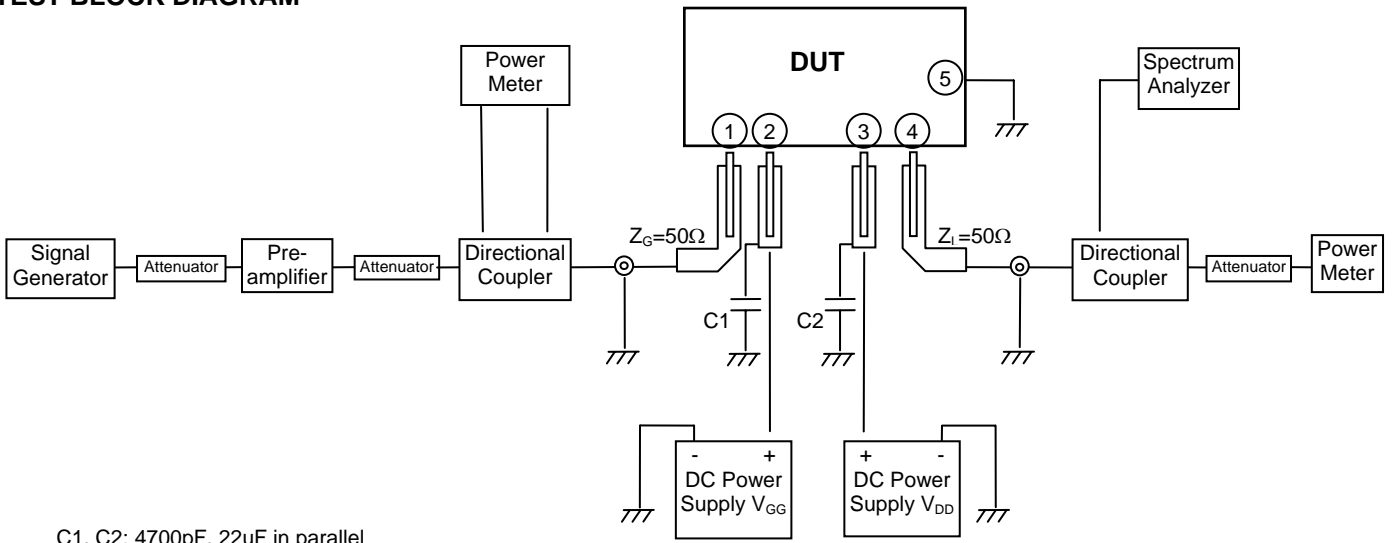 TEST BLOCK DIAGRAM
DUT
Power
Meter
Spectrum
Analyzer
5
1
2
3
4
Signal
Generator
Attenuator
Pre-
amplifier
Attenuator
Directional
Coupler
ZG=50Ω
ZL=50Ω
Directional
Coupler
Attenuator
Power
Meter
C1
C2
- +
DC Power
Supply VGG
+ -
DC Power
Supply VDD
C1, C2: 4700pF, 22uF in parallel